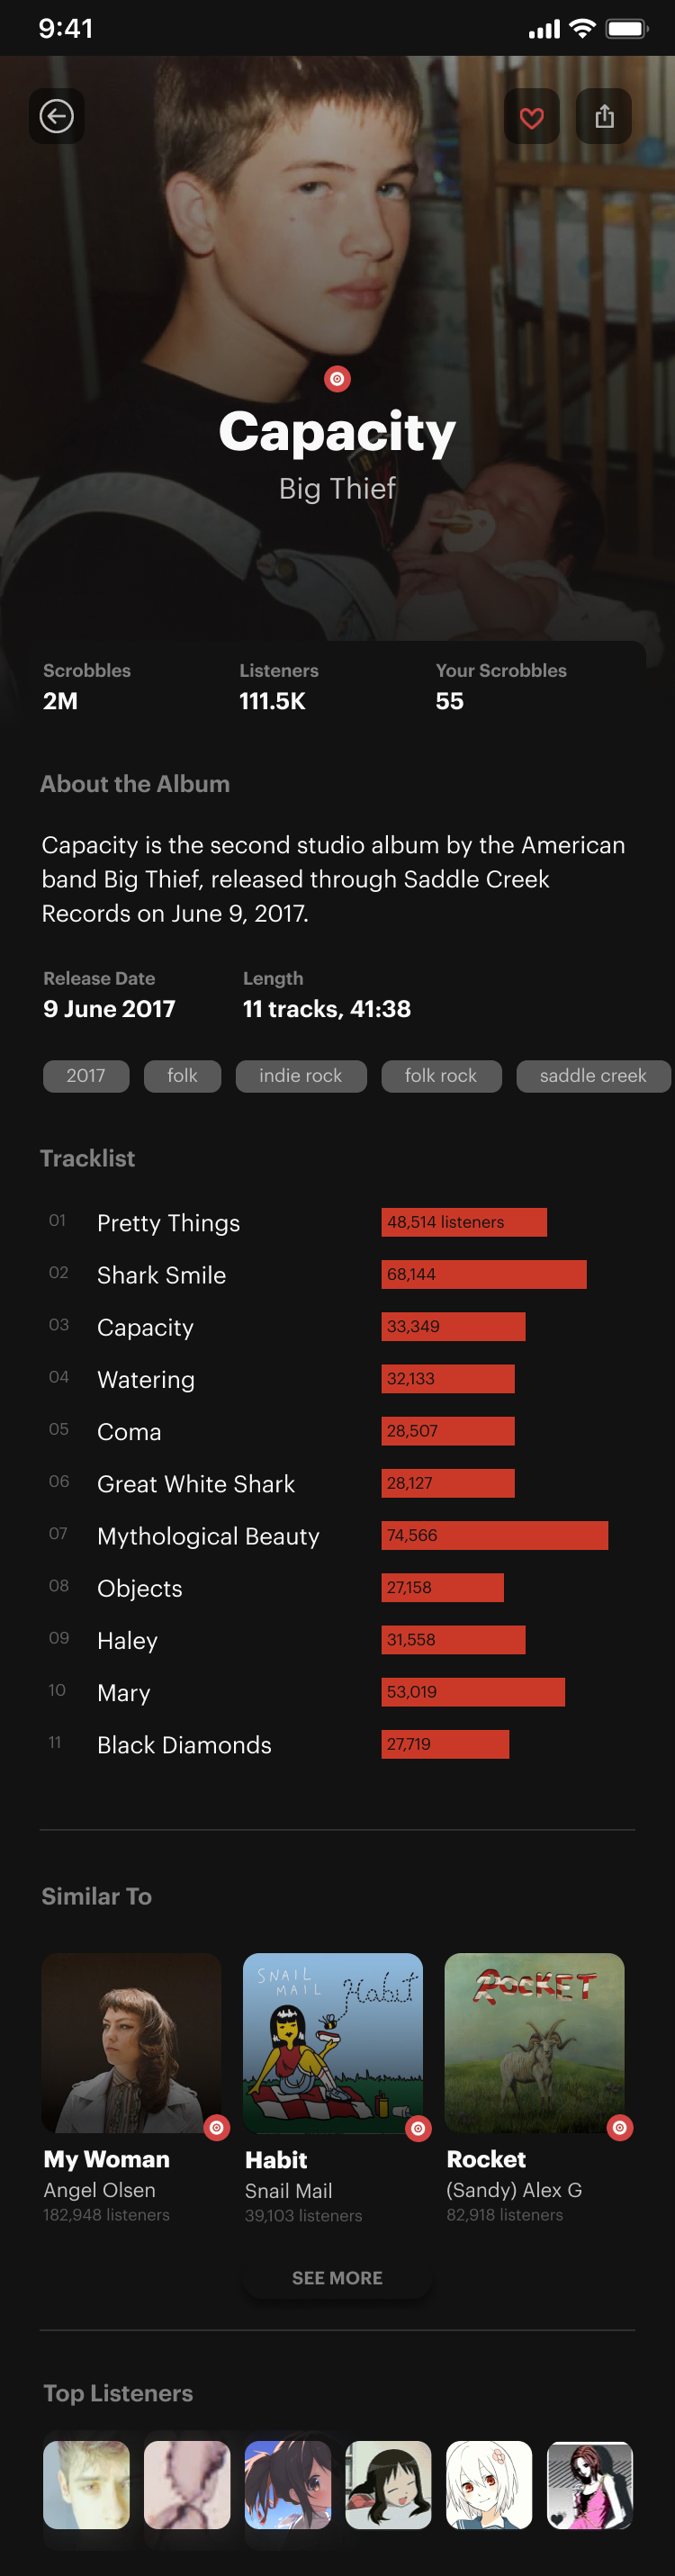 9:41
Capacity
Big Thief
Scrobbles Listeners Your Scrobbles
2M 111.5K 55
About the Album
Capacity is the second studio album by the American
band Big Thief, released through Saddle Creek
Records on June 9, 2017.
Release Date Length
9 June 2017 11 tracks, 41:38
2017 folk indie rock folk rock saddle creek
Tracklist
01 Pretty Things 48,514 listeners
02 Shark Smile 68,144
03 Capacity 33,349
04 Watering 32,133
05 Coma 28,507
06 Great White Shark 28,127
07 Mythological Beauty 74,566
08 Objects 27,158
09 Haley 31,558
10 Mary 53,019
11 Black Diamonds 27,719
Similar To
SNAIL MAIL Habit ROCKET
My Woman Habit Rocket
Angel Olsen Snail Mail (Sandy) Alex G
182,948 listeners 39,103 listeners 82,918 listeners
SEE MORE
Top Listeners